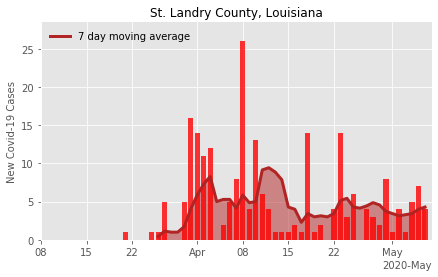 St. Landry County, Louisiana
7 day moving average
New Covid-19 Cases
25
20
15
10
5
0
08 15 22 Apr 08 15 22 May
2020-May